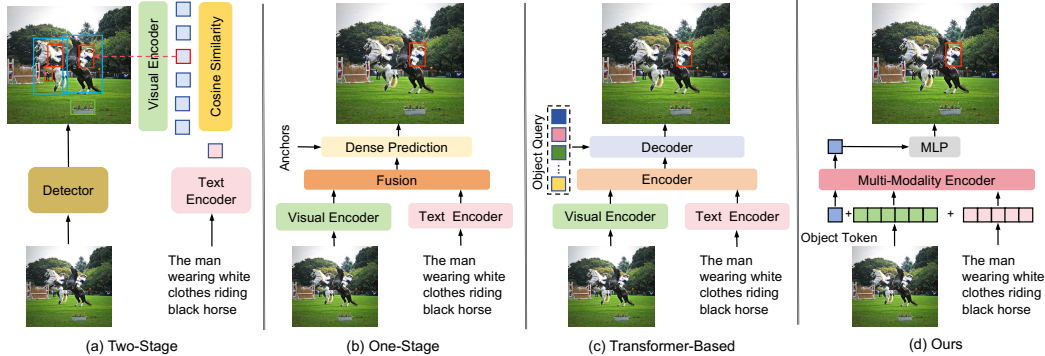 Visual Encoder
Cosine Similarity
Detector
Text
Encoder
The man
wearing white
clothes riding
black horse
(a) Two-Stage
Anchors
Dense Prediction
Fusion
Visual Encoder
Text Encoder
The man
wearing white
clothes riding
black horse
(b) One-Stage
Object Query
...
Decoder
Encoder
Visual Encoder
Text Encoder
The man
wearing white
clothes riding
black horse
(c) Transformer-Based
MLP
Multi-Modality Encoder
+
+
Object Token
The man
wearing white
clothes riding
black horse
(d) Ours